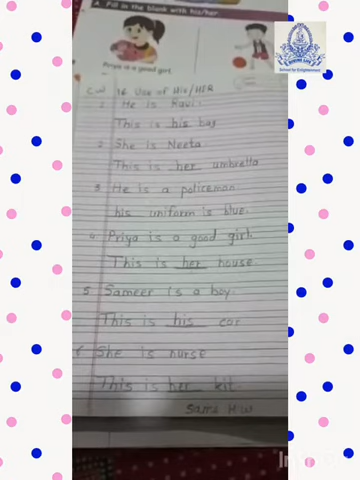 A. Fill in the blank with his/her.
Priya is a good girl.
C.W 16 Use of His/HER
1 He is Ravi.
This is his bag
2 She is Neeta
This is her umbretta
3 He is a policeman
his uniform is blue.
4. Priya is a good girl.
This is her house.
5. Sameer is a boy.
This is his car
6. She is nurse
This is her kit.
Same H.W